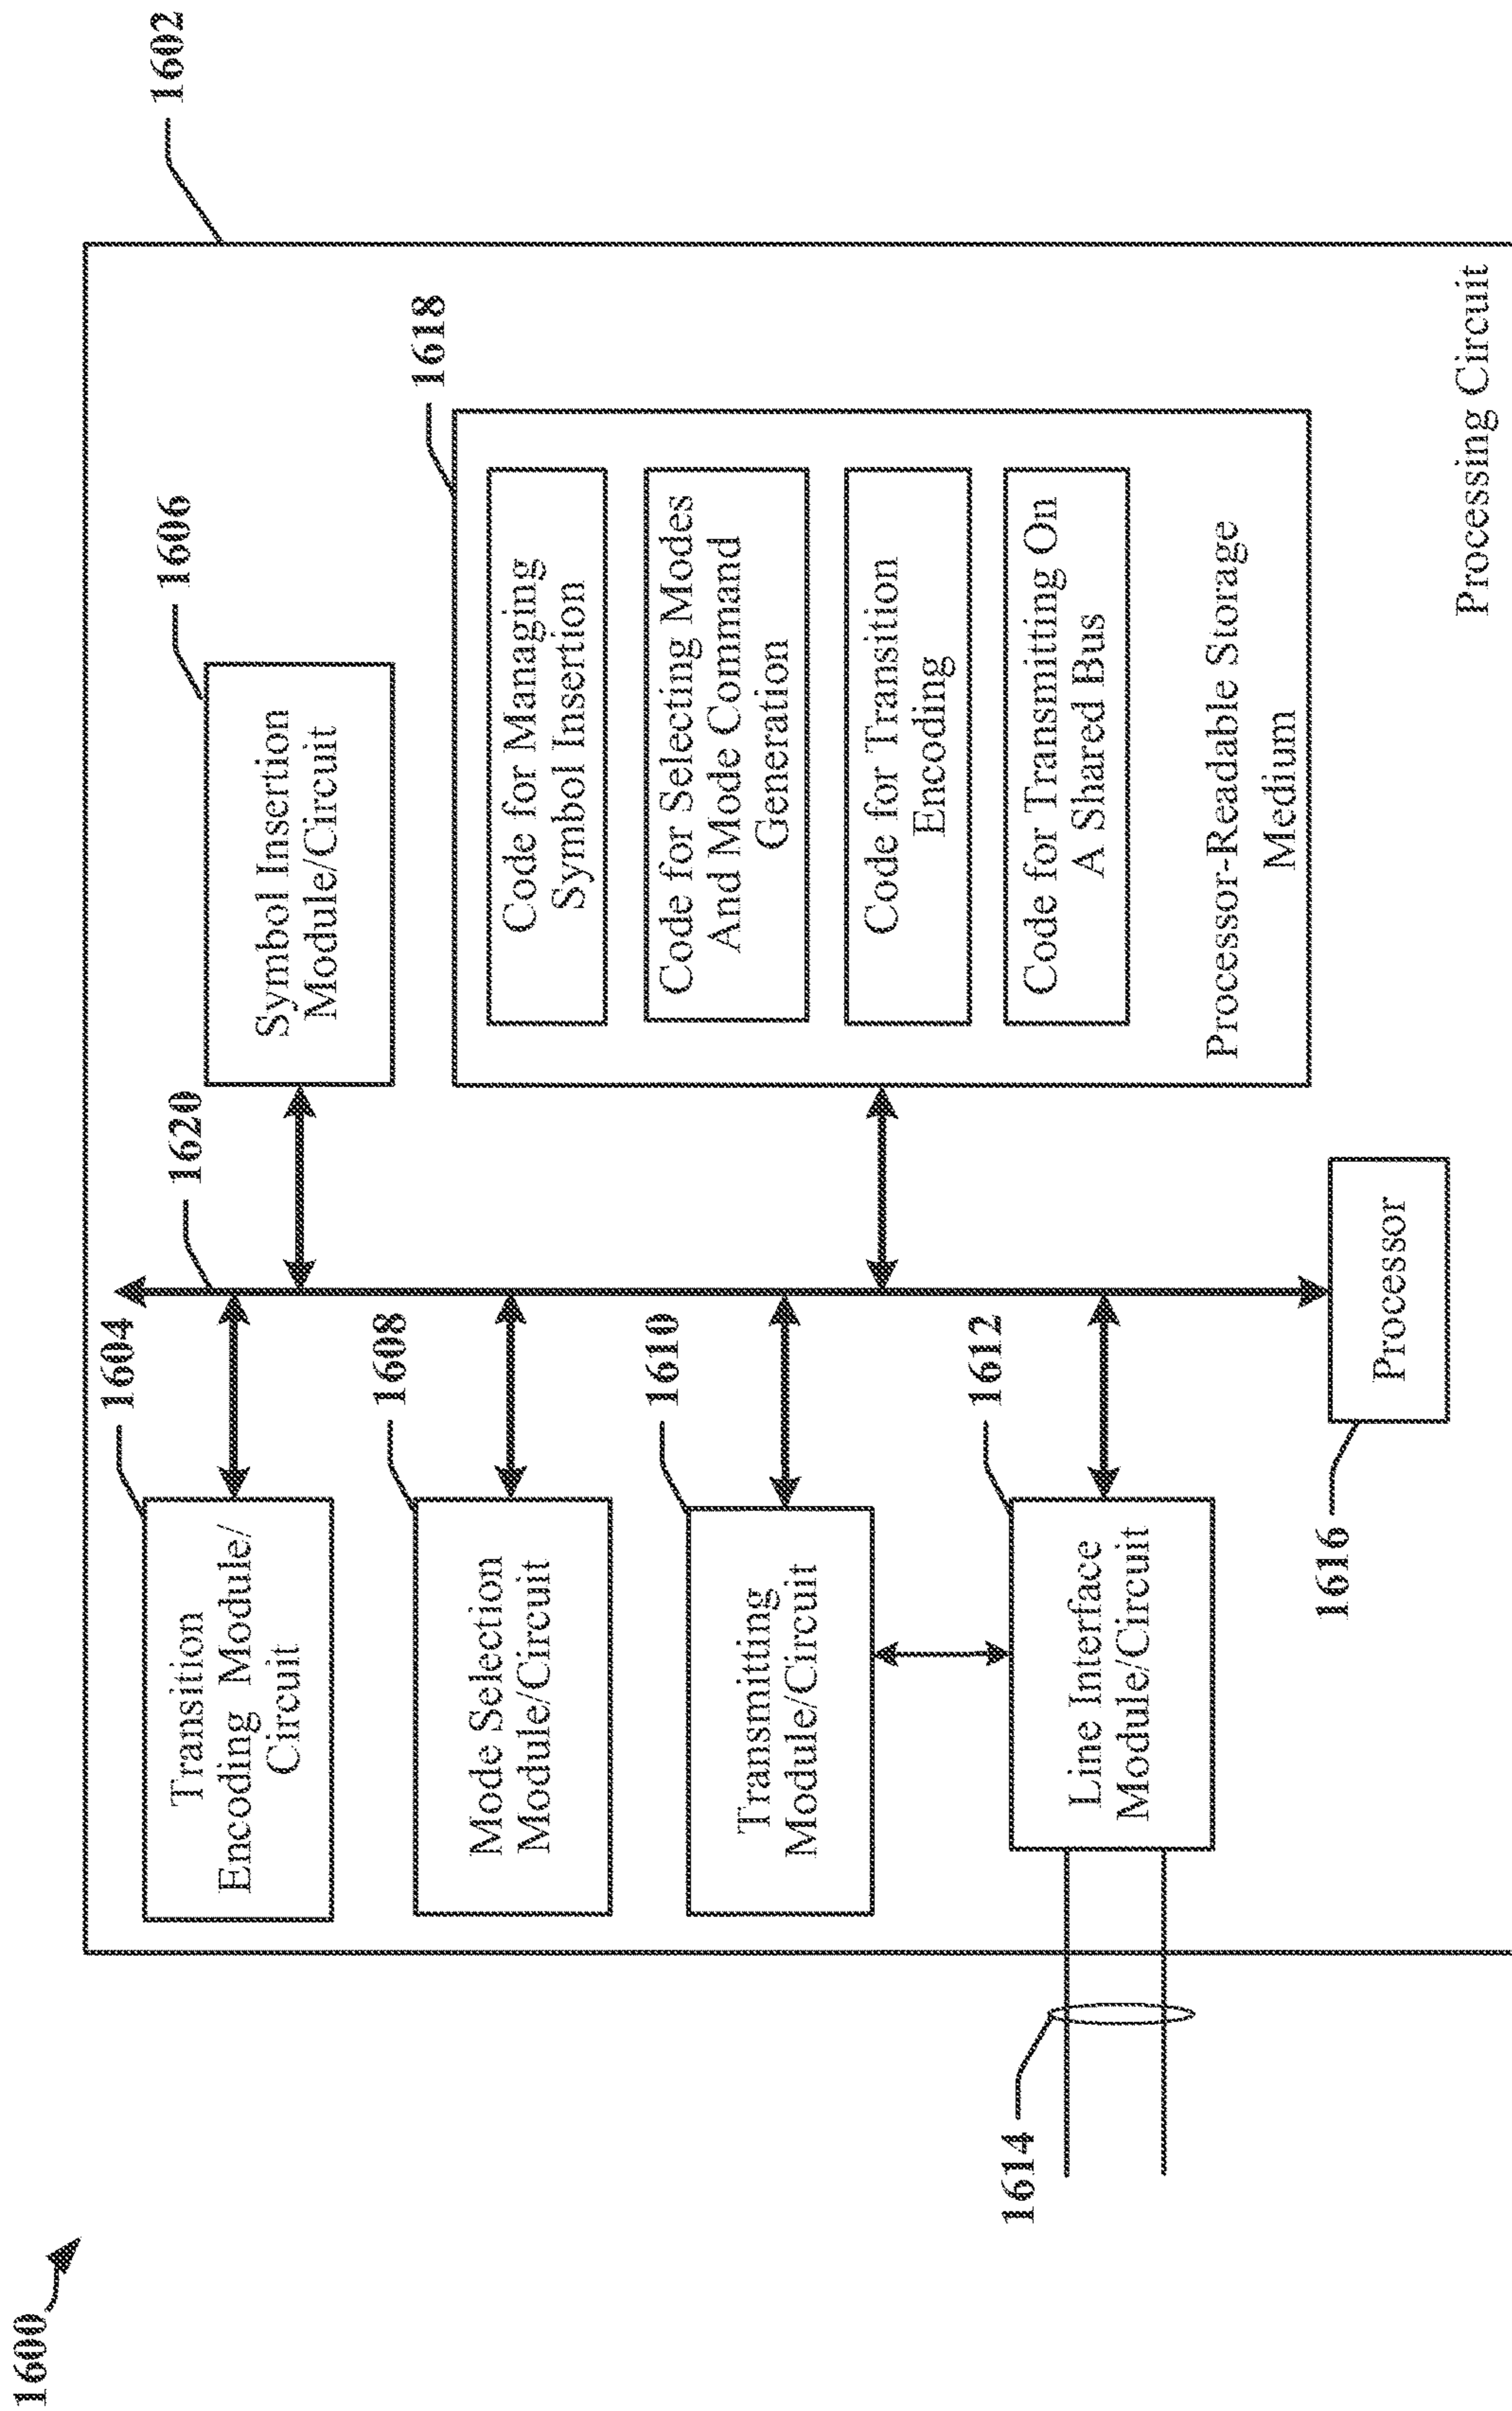 1600
1602
1604
Transition
Encoding Module/
Circuit
1620
1606
Symbol Insertion
Module/Circuit
1608
Mode Selection
Module/Circuit
1618
Code for Managing
Symbol Insertion
Code for Selecting Modes
And Mode Command
Generation
Code for Transition
Encoding
Code for Transmitting On
A Shared Bus
Processor-Readable Storage
Medium
1610
Transmitting
Module/Circuit
1612
Line Interface
Module/Circuit
1614
1616
Processor
Processing Circuit